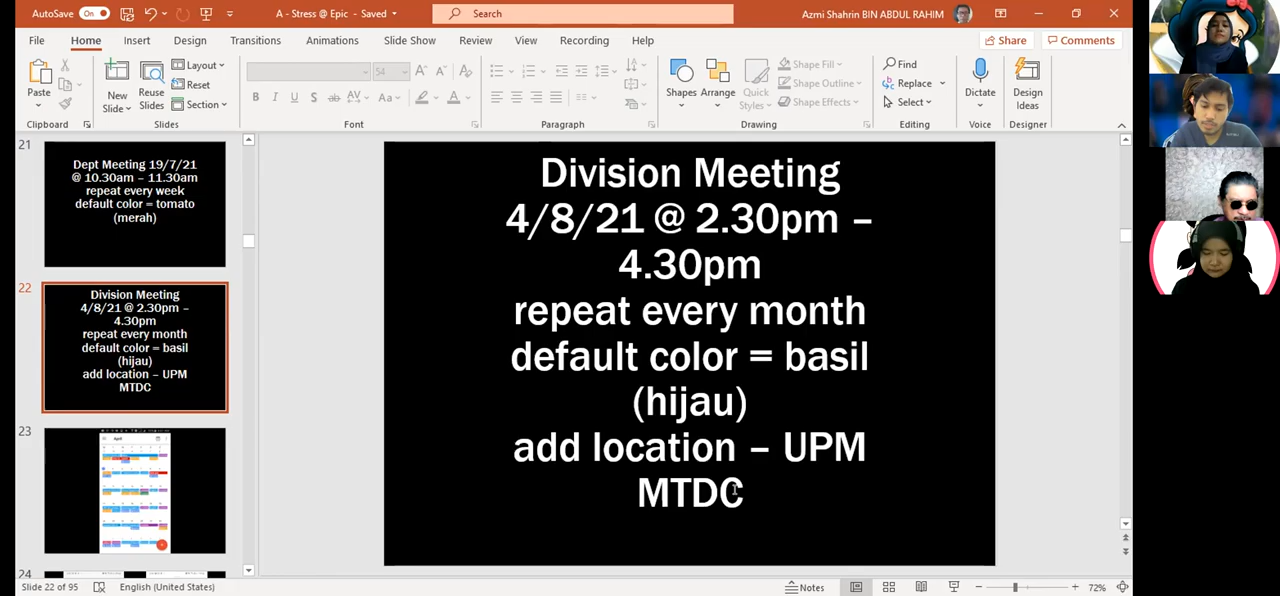 AutoSave On A - Stress @ Epic - Saved Search Azmi Shahrin BIN ABDUL RAHIM
File Home Insert Design Transitions Animations Slide Show Review View Recording Help Share Comments
Paste
Clipboard
New
Slide
Layout
Reset
Section
Reuse
Slides
Slides
54
B I U S ab AV Aa A
Font
Paragraph
Shapes
Arrange
Quick
Styles
Shape Fill
Shape Outline
Shape Effects
Drawing
Find
Replace
Select
Editing
Dictate
Voice
Design
Ideas
Designer
21
Dept Meeting 19/7/21
@ 10.30am – 11.30am
repeat every week
default color = tomato
(merah)
22
Division Meeting
4/8/21 @ 2.30pm –
4.30pm
repeat every month
default color = basil
(hijau)
add location – UPM
MTDC
23
24
Division Meeting
4/8/21 @ 2.30pm –
4.30pm
repeat every month
default color = basil
(hijau)
add location – UPM
MTDC
Slide 22 of 95 English (United States) Notes 72%